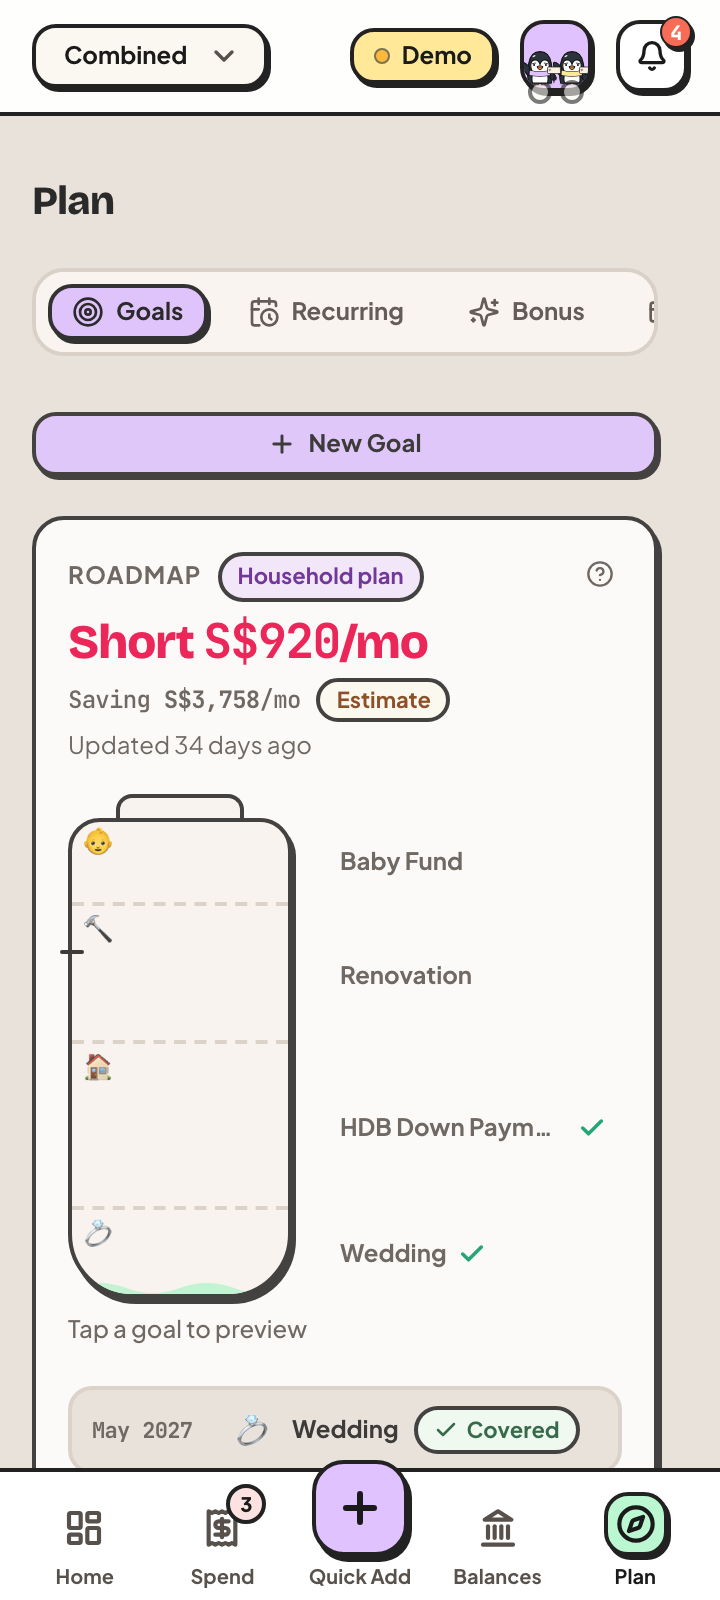 Combined
Demo
4
Plan
Goals
Recurring
Bonus
+ New Goal
ROADMAP
Household plan
Short S$920/mo
Saving S$3,758/mo
Estimate
Updated 34 days ago
Baby Fund
Renovation
HDB Down Paym...
Wedding
Tap a goal to preview
May 2027
Wedding
Covered
3
Home
Spend
Quick Add
Balances
Plan